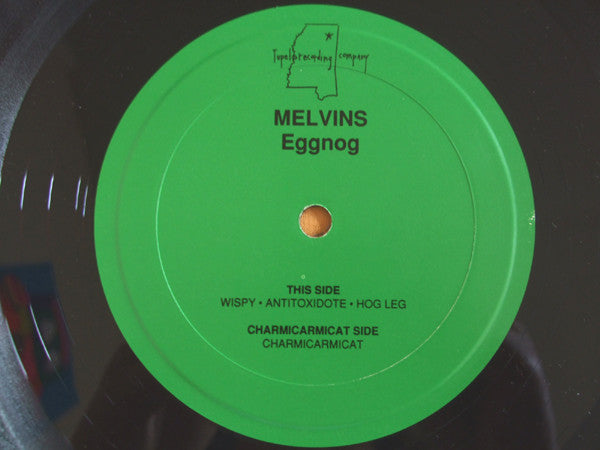 Tupelo recording company
MELVINS
Eggnog
THIS SIDE
WISPY • ANTITOXIDOTE • HOG LEG
CHARMICARMICAT SIDE
CHARMICARMICAT